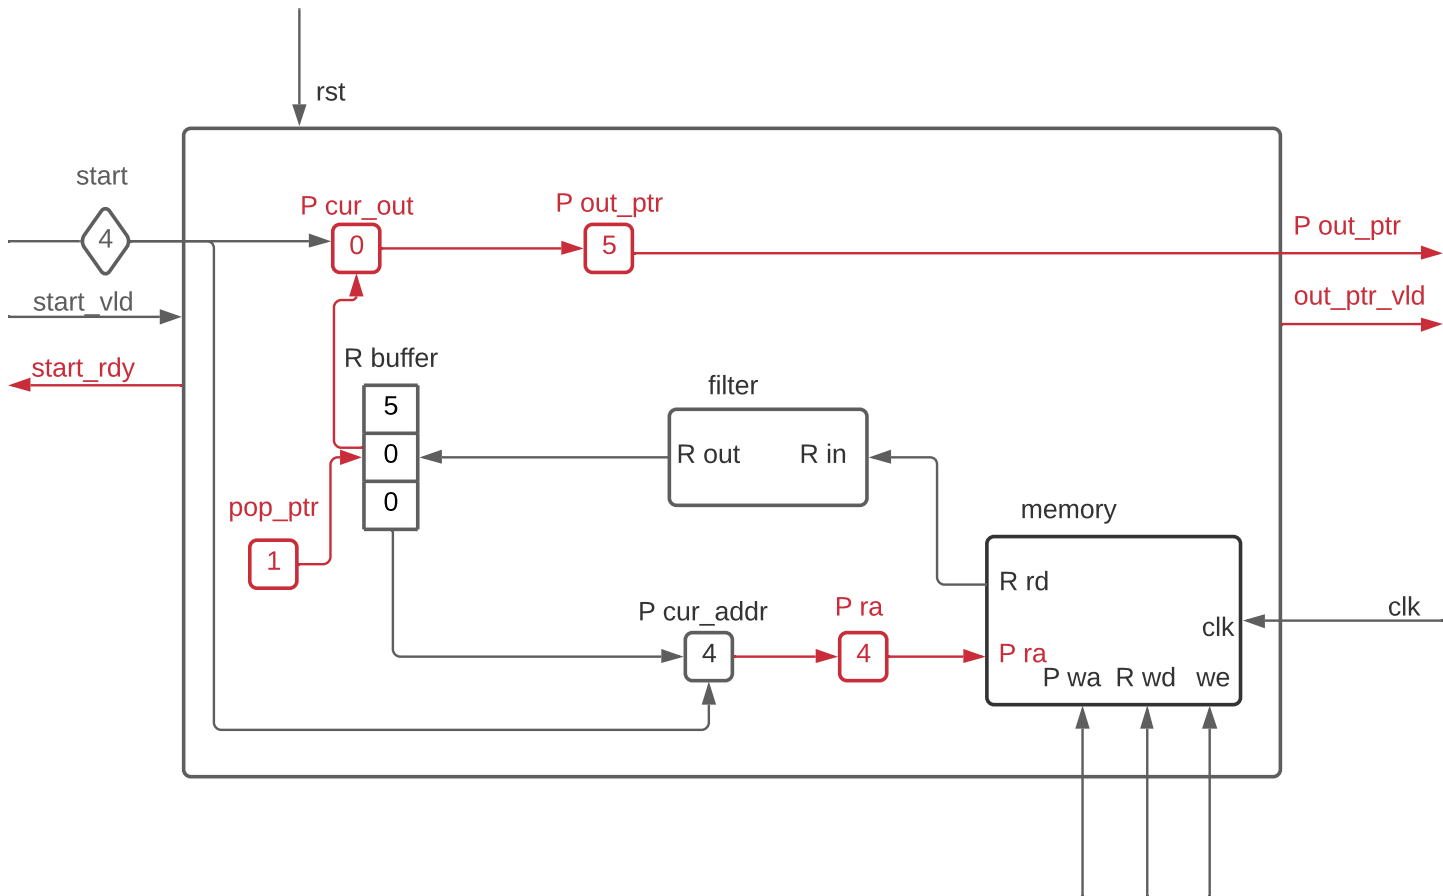 rst
start
4
P cur_out
0
P out_ptr
5
P out_ptr
start_vld
out_ptr_vld
start_rdy
R buffer
5
0
0
filter
R out
R in
pop_ptr
1
memory
R rd
clk
clk
P cur_addr
4
P ra
4
P ra
P wa
R wd
we